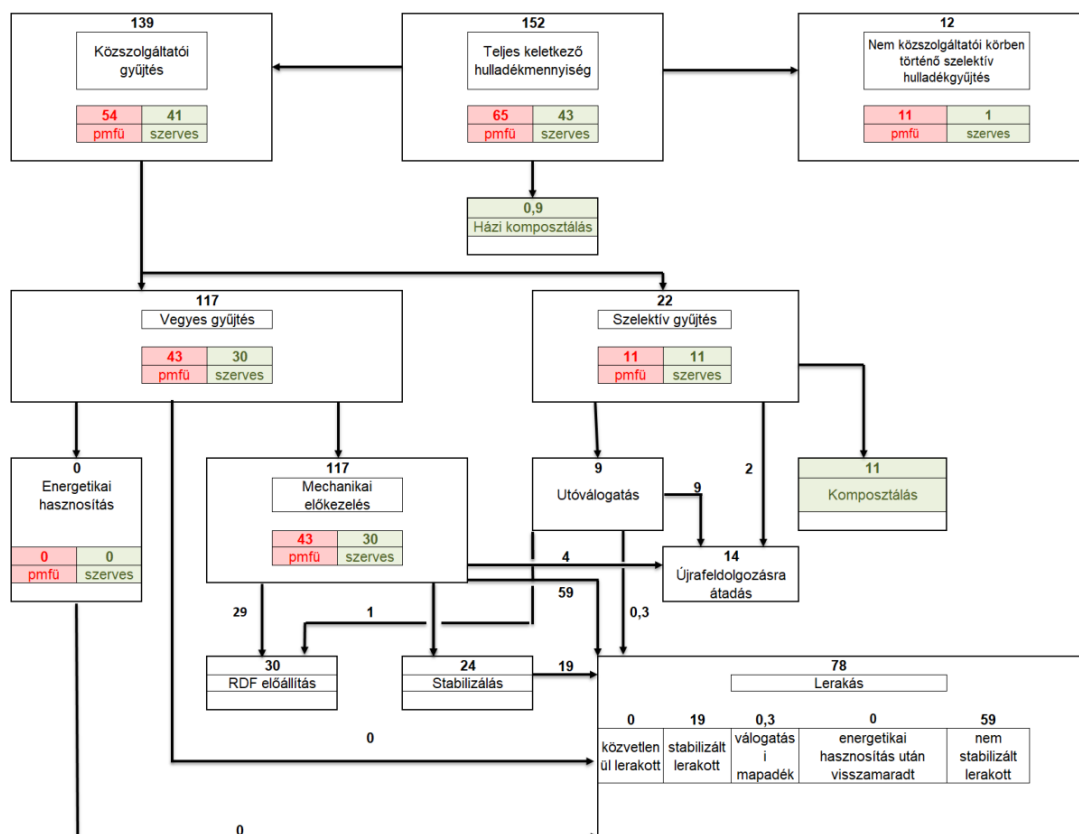 139
Közszolgáltatói
gyűjtés
54 41
pmfü szerves
152
Teljes keletkező
hulladékmennyiség
65 43
pmfü szerves
12
Nem közszolgáltatói körben
történő szelektív
hulladékgyűjtés
11 1
pmfü szerves
0,9
Házi komposztálás
117
Vegyes gyűjtés
43 30
pmfü szerves
22
Szelektív gyűjtés
11 11
pmfü szerves
0
Energetikai
hasznosítás
0 0
pmfü szerves
117
Mechanikai
előkezelés
43 30
pmfü szerves
9
Utóválogatás
9
2
11
Komposztálás
14
Újrafeldolgozásra
átadás
4
59
29
1
0,3
30
RDF előállítás
24
Stabilizálás
19
78
Lerakás
0 19 0,3 0 59
közvetlen
ül lerakott
stabilizált
lerakott
válogatás
i
mapadék
energetikai
hasznosítás után
visszamaradt
nem
stabilizált
lerakott
0
0